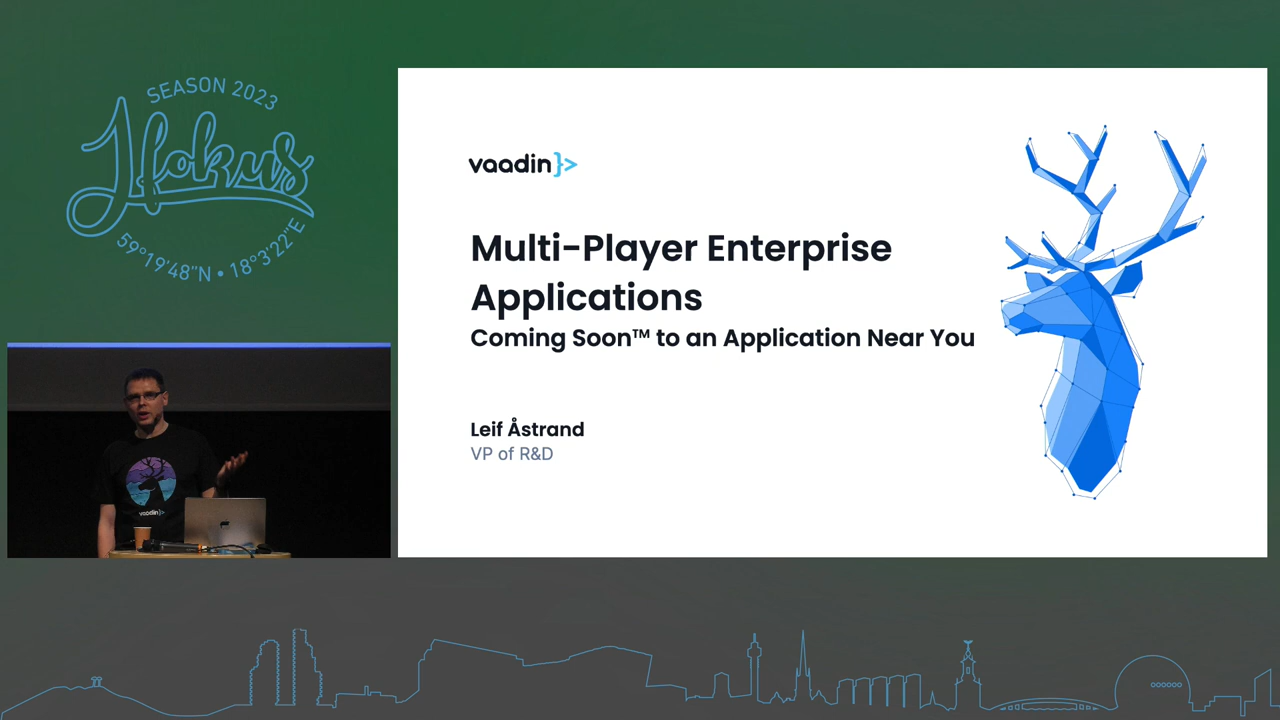 SEASON 2023
Jfokus
59°19'48"N • 18°3'22"E
vaadin}>
Multi-Player Enterprise
Applications
Coming Soon™ to an Application Near You
Leif Åstrand
VP of R&D
vaadin}>